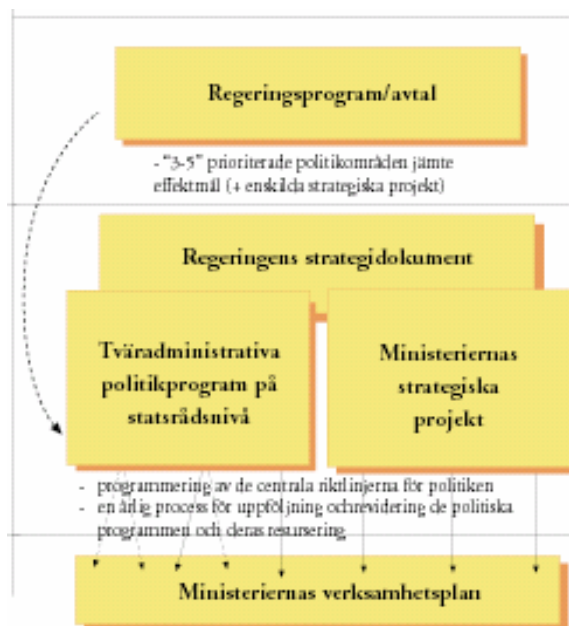 Regeringsprogram/avtal
- "3-5" prioriterade politikområden jämte
effektmål (+ enskilda strategiska projekt)
Regeringens strategidokument
Tväradministrativa
politikprogram på
statsrådsnivå
Ministeriernas
strategiska
projekt
- programmering av de centrala riktlinjerna för politiken
- en årlig process för uppföljning ochrevidering de politiska
programmen och deras resursering
Ministeriernas verksamhetsplan